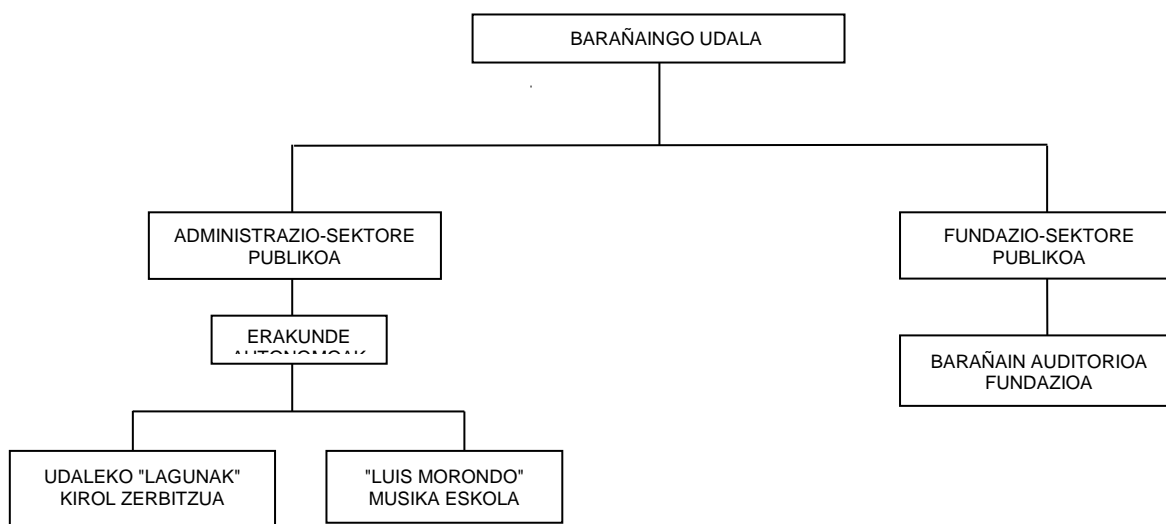 BARAÑAINGO UDALA
ADMINISTRAZIO-SEKTORE
PUBLIKOA
FUNDAZIO-SEKTORE
PUBLIKOA
ERAKUNDE
AUTONOMOAK
BARAÑAIN AUDITORIOA
FUNDAZIOA
UDALEKO "LAGUNAK"
KIROL ZERBITZUA
"LUIS MORONDO"
MUSIKA ESKOLA